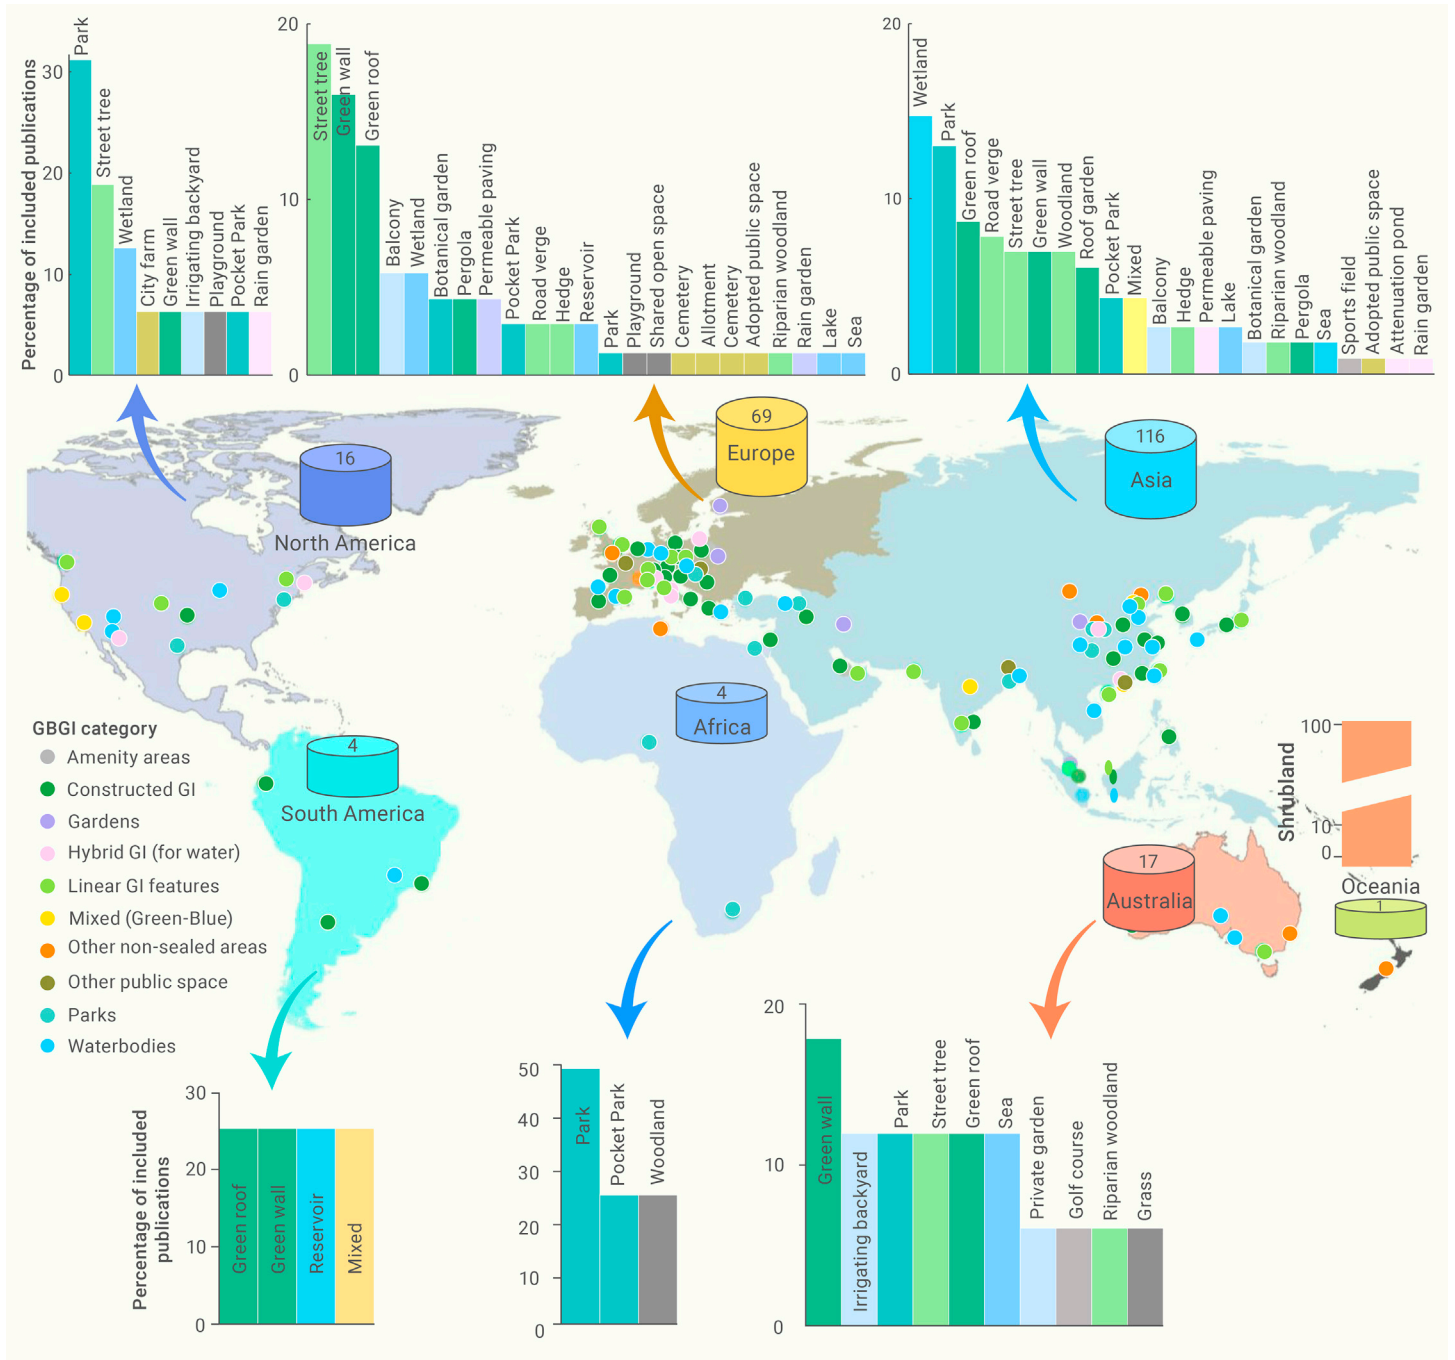 Percentage of included publications
30
20
10
0
Park
Street tree
Wetland
City farm
Green wall
Irrigating backyard
Playground
Pocket Park
Rain garden
20
10
0
Street tree
Green wall
Green roof
Balcony
Wetland
Botanical garden
Pergola
Permeable paving
Pocket Park
Road verge
Hedge
Reservoir
Park
Playground
Shared open space
Cemetery
Allotment
Cemetery
Adopted public space
Riparian woodland
Rain garden
Lake
Sea
20
10
0
Wetland
Park
Green roof
Road verge
Street tree
Green wall
Woodland
Roof garden
Pocket Park
Mixed
Balcony
Hedge
Permeable paving
Lake
Botanical garden
Riparian woodland
Pergola
Sea
Sports field
Adopted public space
Attenuation pond
Rain garden
16
North America
69
Europe
116
Asia
4
Africa
4
South America
17
Australia
Shrubland
100
10
0
Oceania
1
GBGI category
Amenity areas
Constructed GI
Gardens
Hybrid GI (for water)
Linear GI features
Mixed (Green-Blue)
Other non-sealed areas
Other public space
Parks
Waterbodies
Percentage of included
publications
30
20
10
0
Green roof
Green wall
Reservoir
Mixed
50
40
30
20
10
0
Park
Pocket Park
Woodland
20
10
0
Green wall
Irrigating backyard
Park
Street tree
Green roof
Sea
Private garden
Golf course
Riparian woodland
Grass